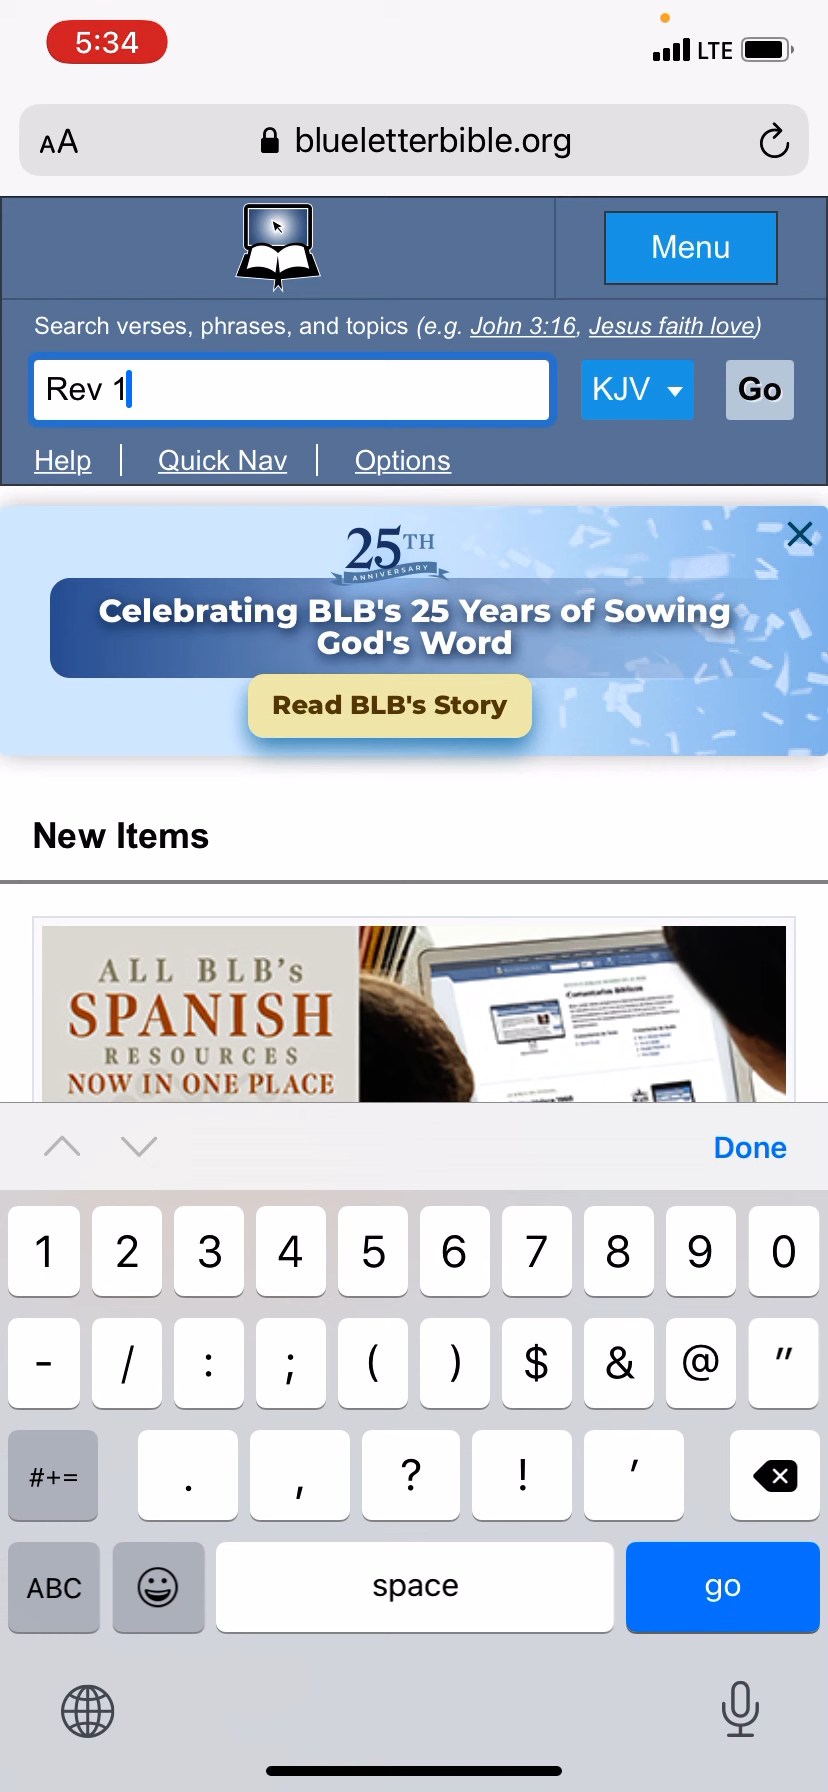 5:34
LTE
AA
blueletterbible.org
Menu
Search verses, phrases, and topics (e.g. John 3:16, Jesus faith love)
Rev 1
KJV
Go
Help
Quick Nav
Options
25TH
ANNIVERSARY
Celebrating BLB's 25 Years of Sowing
God's Word
Read BLB's Story
New Items
ALL BLB's
SPANISH
RESOURCES
NOW IN ONE PLACE
Done
1 2 3 4 5 6 7 8 9 0
- / : ; ( ) $ & @ "
#+= . , ? ! '
ABC
space
go